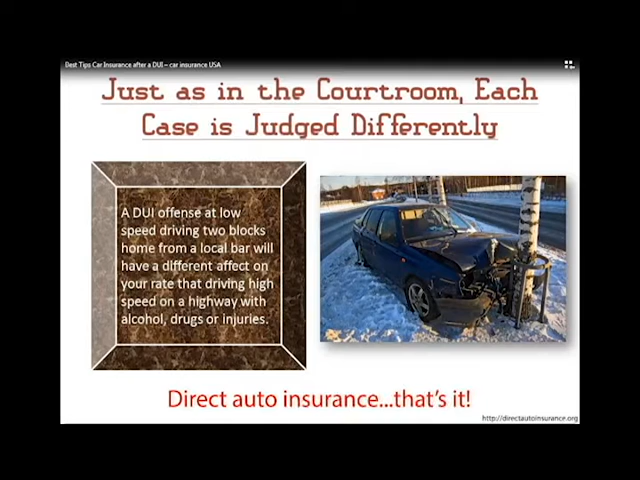 Best Tips Car Insurance after a DUI – car insurance USA
Just as in the Courtroom, Each
Case is Judged Differently
A DUI offense at low
speed driving two blocks
home from a local bar will
have a different affect on
your rate that driving high
speed on a highway with
alcohol, drugs or injuries.
Direct auto insurance...that's it!
http://directautoinsurance.org